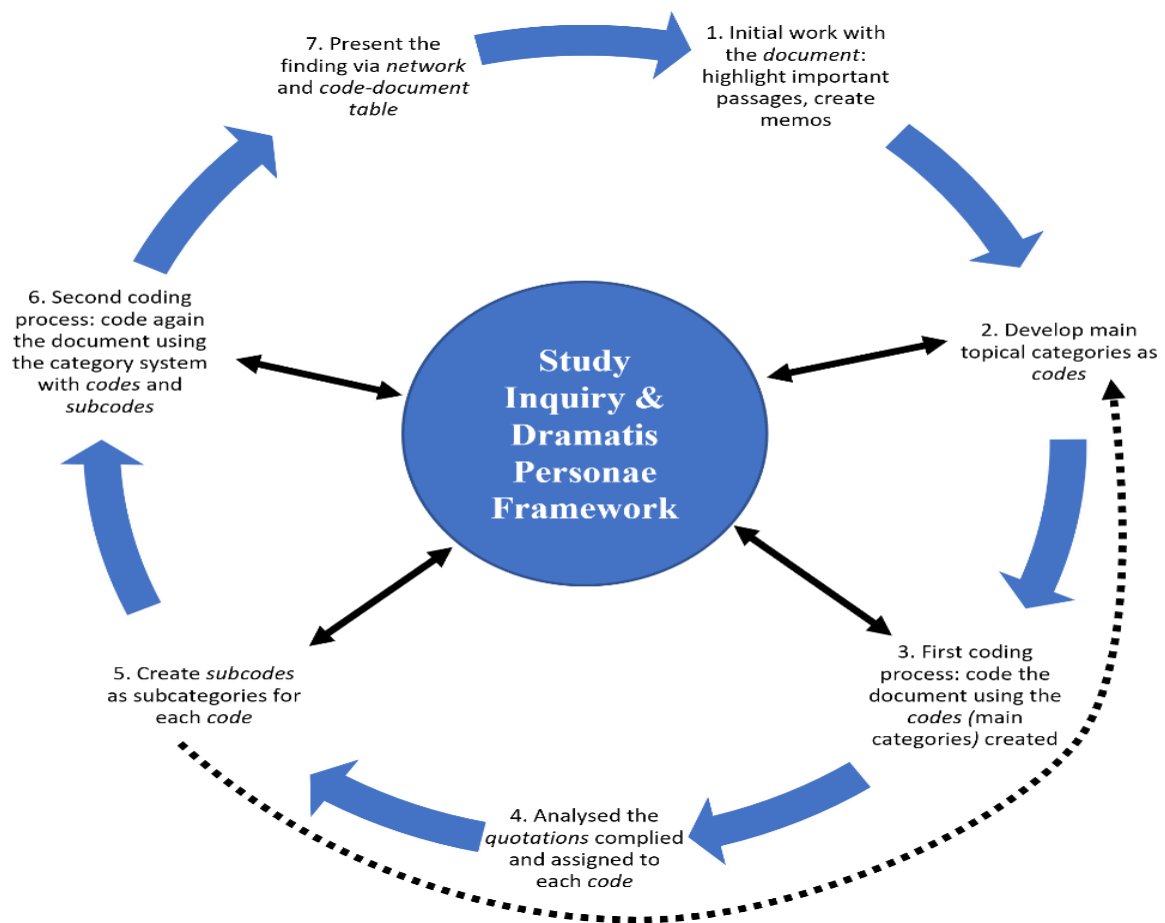 1. Initial work with
the document:
highlight important
passages, create
memos
2. Develop main
topical categories as
codes
3. First coding
process: code the
document using the
codes (main
categories) created
4. Analysed the
quotations complied
and assigned to
each code
5. Create subcodes
as subcategories for
each code
6. Second coding
process: code again
the document using
the category system
with codes and
subcodes
7. Present the
finding via network
and code-document
table
Study
Inquiry &
Dramatis
Personae
Framework